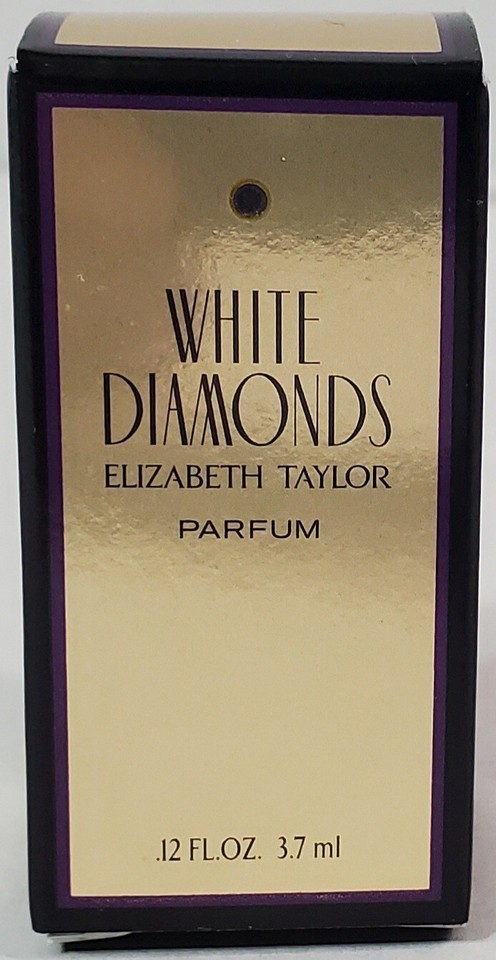 WHITE
DIAMONDS
ELIZABETH TAYLOR
PARFUM
.12 FL.OZ. 3.7 ml